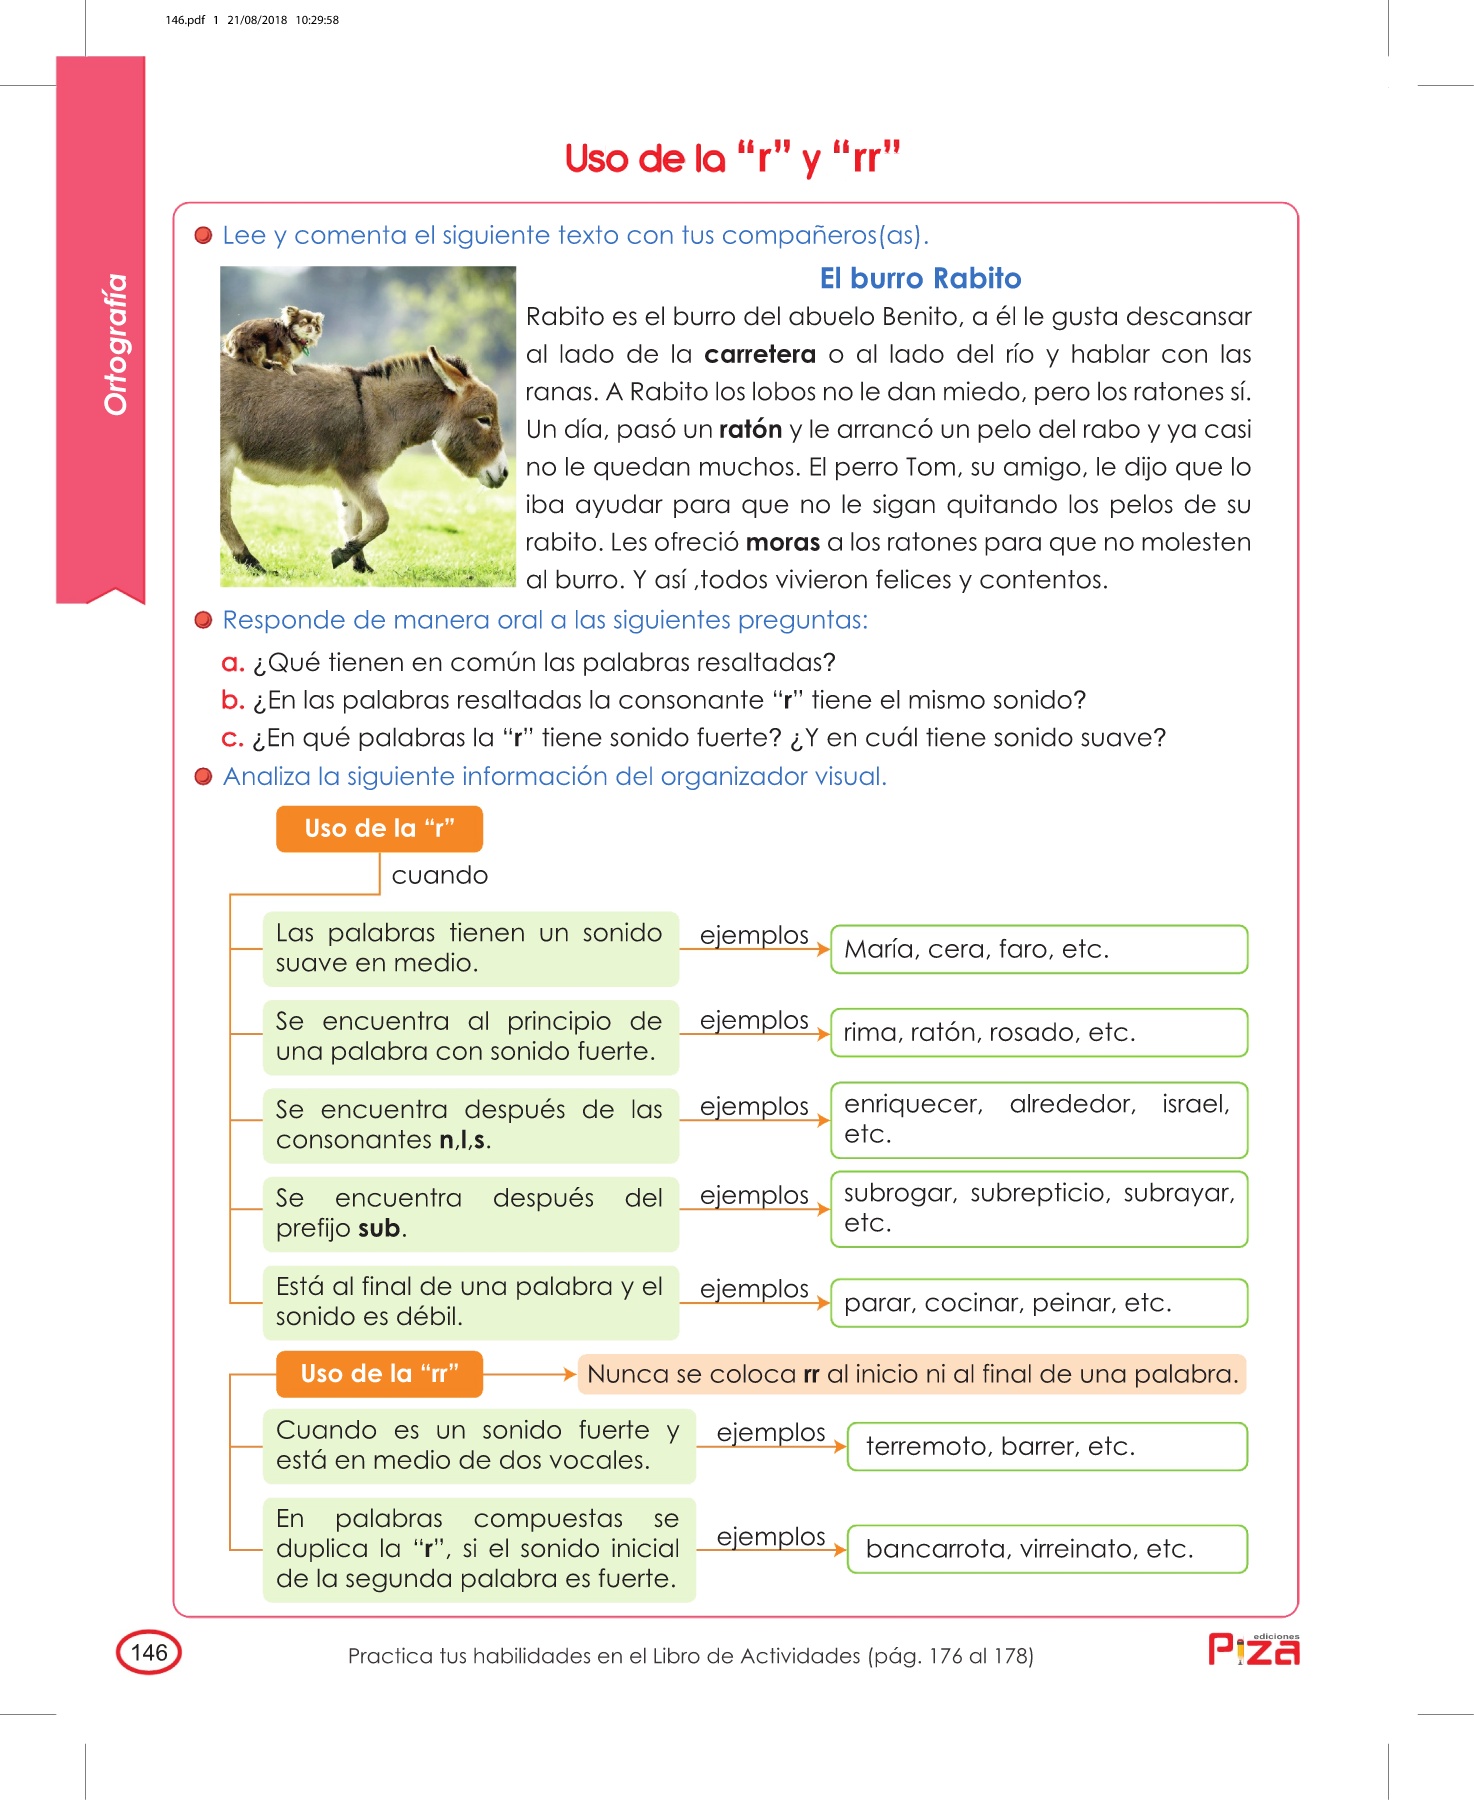 146.pdf 1 21/08/2018 10:29:58
Ortografía
Uso de la “r” y “rr”
Lee y comenta el siguiente texto con tus compañeros(as).
El burro Rabito
Rabito es el burro del abuelo Benito, a él le gusta descansar
al lado de la carretera o al lado del río y hablar con las
ranas. A Rabito los lobos no le dan miedo, pero los ratones sí.
Un día, pasó un ratón y le arrancó un pelo del rabo y ya casi
no le quedan muchos. El perro Tom, su amigo, le dijo que lo
iba ayudar para que no le sigan quitando los pelos de su
rabito. Les ofreció moras a los ratones para que no molesten
al burro. Y así ,todos vivieron felices y contentos.
Responde de manera oral a las siguientes preguntas:
a. ¿Qué tienen en común las palabras resaltadas?
b. ¿En las palabras resaltadas la consonante “r” tiene el mismo sonido?
c. ¿En qué palabras la “r” tiene sonido fuerte? ¿Y en cuál tiene sonido suave?
Analiza la siguiente información del organizador visual.
Uso de la “r”
cuando
Las palabras tienen un sonido
suave en medio.
ejemplos
María, cera, faro, etc.
Se encuentra al principio de
una palabra con sonido fuerte.
ejemplos
rima, ratón, rosado, etc.
Se encuentra después de las
consonantes n,l,s.
ejemplos
enriquecer, alrededor, israel,
etc.
Se encuentra después del
prefijo sub.
ejemplos
subrogar, subrepticio, subrayar,
etc.
Está al final de una palabra y el
sonido es débil.
ejemplos
parar, cocinar, peinar, etc.
Uso de la “rr”
Nunca se coloca rr al inicio ni al final de una palabra.
Cuando es un sonido fuerte y
está en medio de dos vocales.
ejemplos
terremoto, barrer, etc.
En palabras compuestas se
duplica la “r”, si el sonido inicial
de la segunda palabra es fuerte.
ejemplos
bancarrota, virreinato, etc.
146
Practica tus habilidades en el Libro de Actividades (pág. 176 al 178)
ediciones
Piza